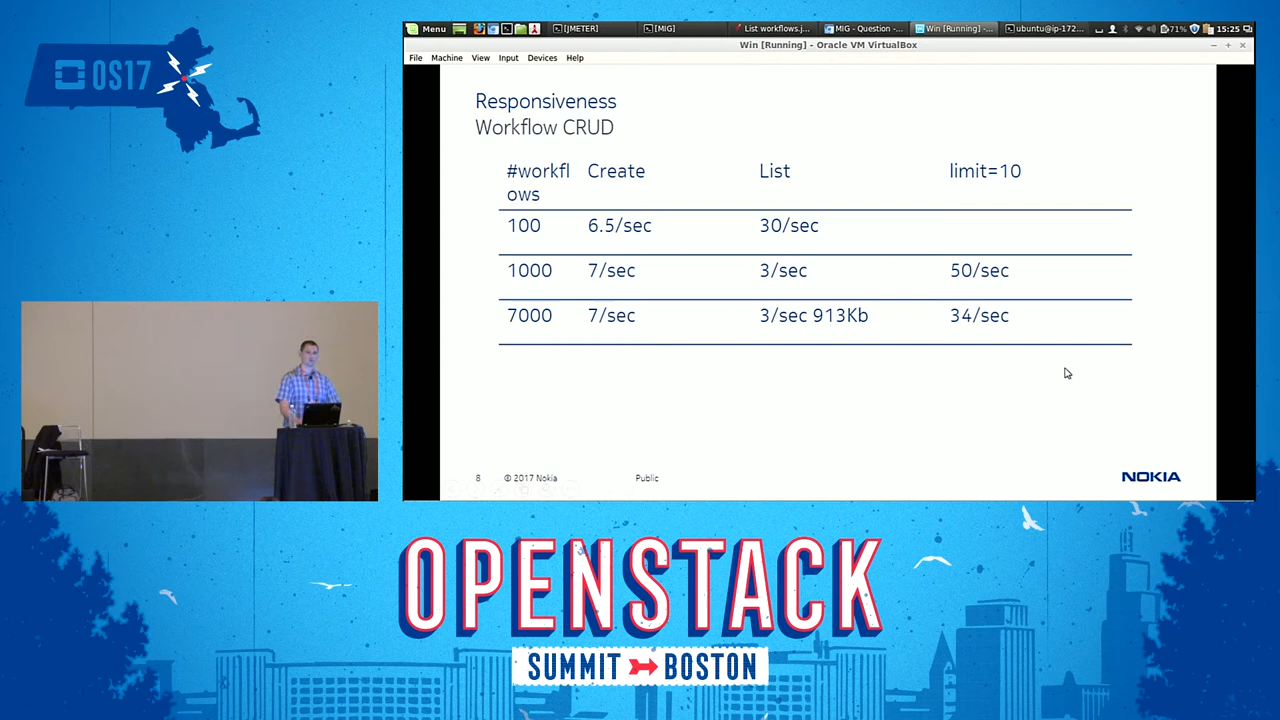 OS17
Menu
[JMETER]
[MIG]
List workflows.j...
MIG - Question -...
Win [Running] -...
ubuntu@ip-172...
71%
15:25
Win [Running] - Oracle VM VirtualBox
File Machine View Input Devices Help
Responsiveness
Workflow CRUD
#workfl
ows
Create
List
limit=10
100 6.5/sec 30/sec
1000 7/sec 3/sec 50/sec
7000 7/sec 3/sec 913Kb 34/sec
8 © 2017 Nokia Public
NOKIA
OPENSTACK
SUMMIT BOSTON